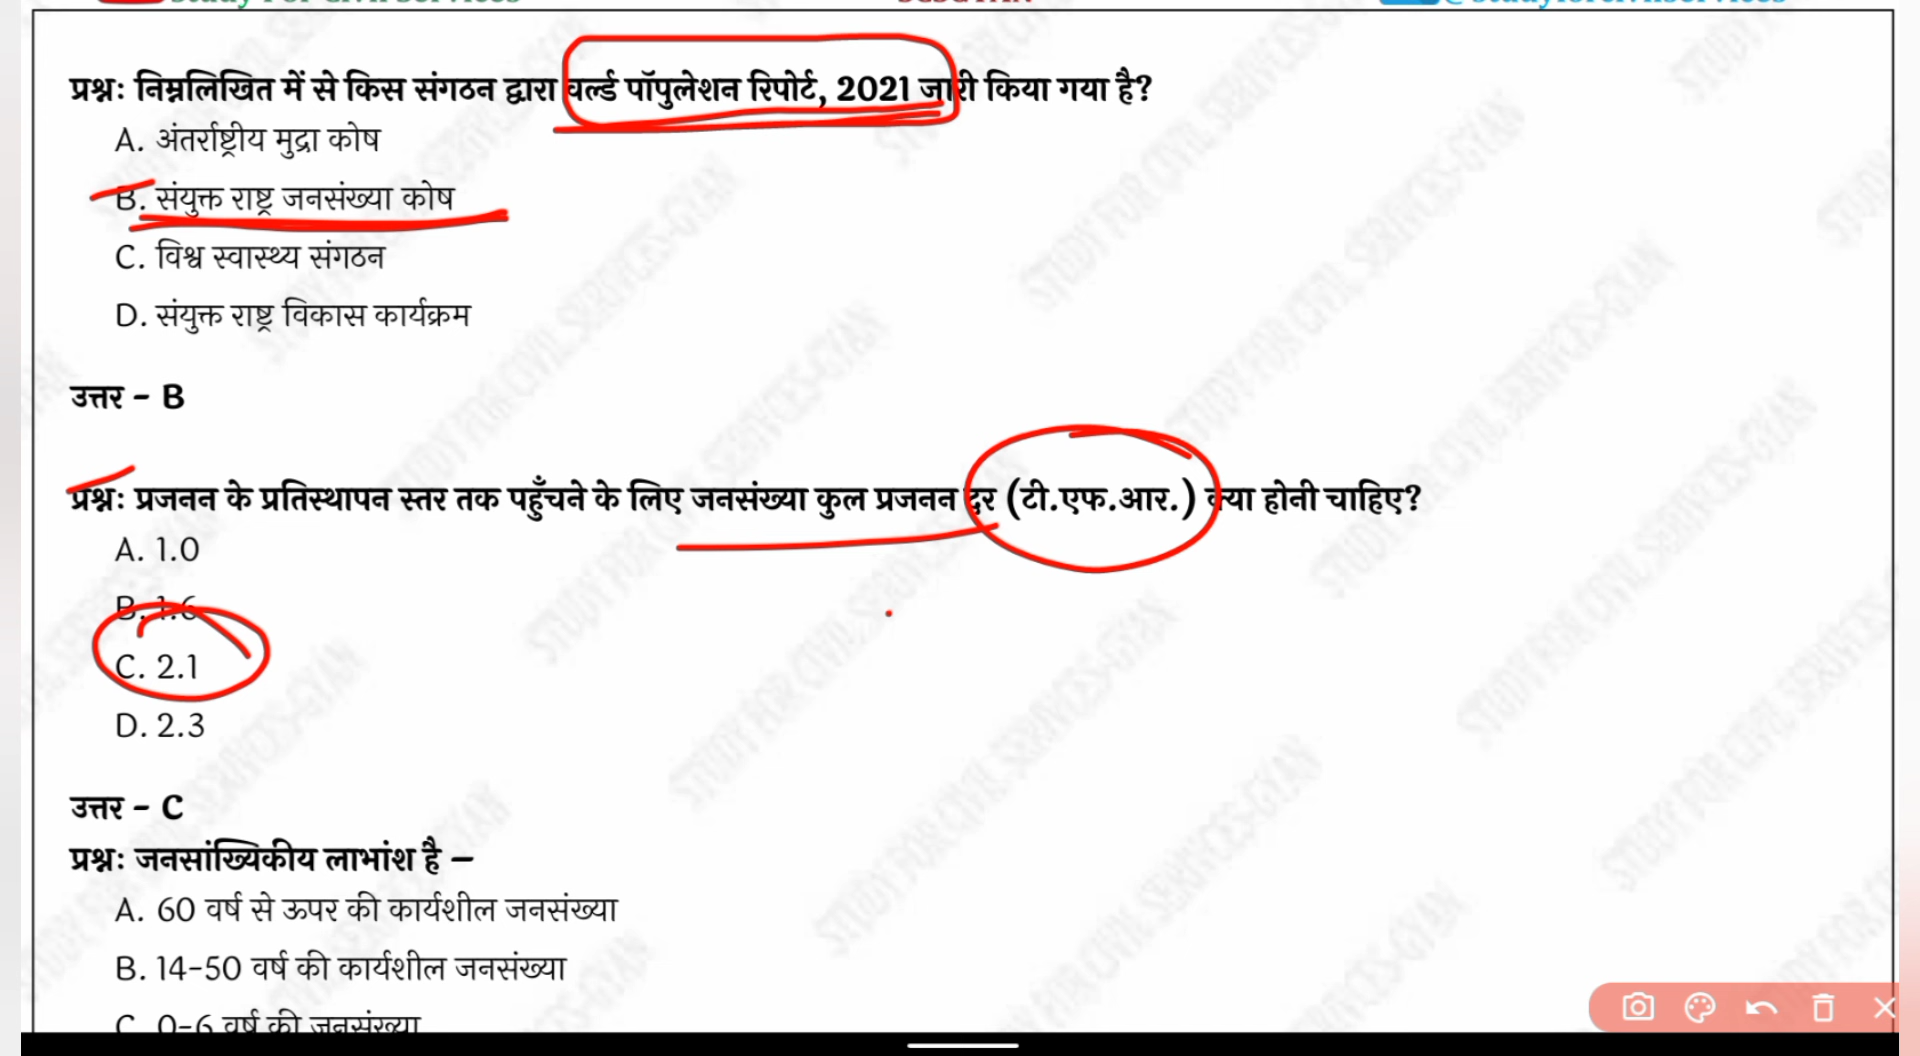 प्रश्नः निम्नलिखित में से किस संगठन द्वारा वर्ल्ड पॉपुलेशन रिपोर्ट, 2021 जारी किया गया है?
A. अंतर्राष्ट्रीय मुद्रा कोष
B. संयुक्त राष्ट्र जनसंख्या कोष
C. विश्व स्वास्थ्य संगठन
D. संयुक्त राष्ट्र विकास कार्यक्रम
उत्तर - B
प्रश्नः प्रजनन के प्रतिस्थापन स्तर तक पहुँचने के लिए जनसंख्या कुल प्रजनन दर (टी.एफ.आर.) क्या होनी चाहिए?
A. 1.0
B. 1.6
C. 2.1
D. 2.3
उत्तर - C
प्रश्नः जनसांख्यिकीय लाभांश है –
A. 60 वर्ष से ऊपर की कार्यशील जनसंख्या
B. 14-50 वर्ष की कार्यशील जनसंख्या
C. 0-6 वर्ष की जनसंख्या